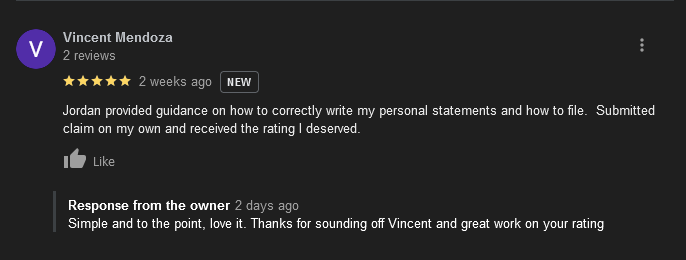 V
Vincent Mendoza
2 reviews
2 weeks ago NEW
Jordan provided guidance on how to correctly write my personal statements and how to file.  Submitted
claim on my own and received the rating I deserved.
Like
Response from the owner 2 days ago
Simple and to the point, love it. Thanks for sounding off Vincent and great work on your rating